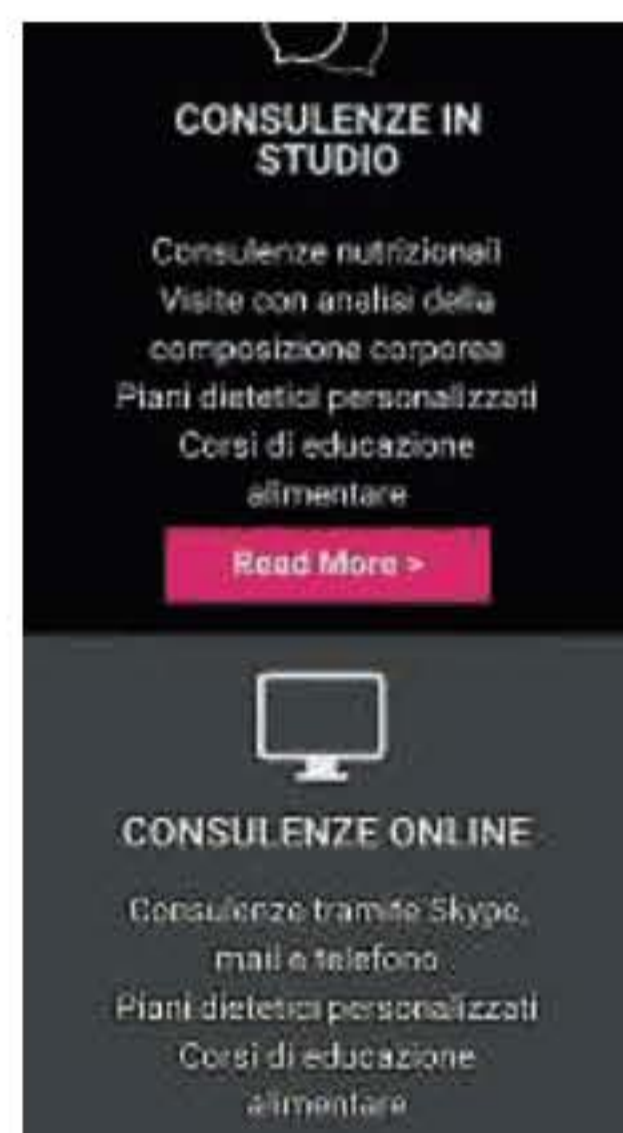 CONSULENZE IN
STUDIO
Consulenze nutrizionali
Visite con analisi della
composizione corporea
Piani dietetici personalizzati
Corsi di educazione
alimentare
Read More >
CONSULENZE ONLINE
Consulenze tramite Skype,
mail e telefono
Piani dietetici personalizzati
Corsi di educazione
alimentare